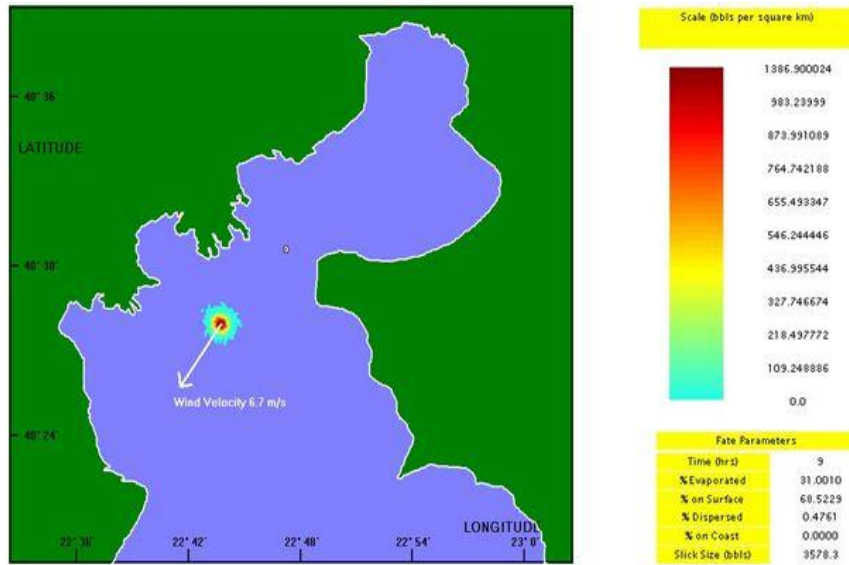 40° 36'
LATITUDE
40° 30'
40° 24'
Wind Velocity 6.7 m/s
LONGITUDE
22° 36'
22° 42'
22° 48'
22° 54'
23° 0'
Scale (bbls per square km)
1386.900024
983.23999
873.991089
764.742188
655.493347
546.244446
436.995544
327.746674
218.497772
109.248886
0.0
Fate Parameters
Time (hrs) 9
% Evaporated 31.0010
% on Surface 68.5229
% Dispersed 0.4761
% on Coast 0.0000
Slick Size (bbls) 3578.3